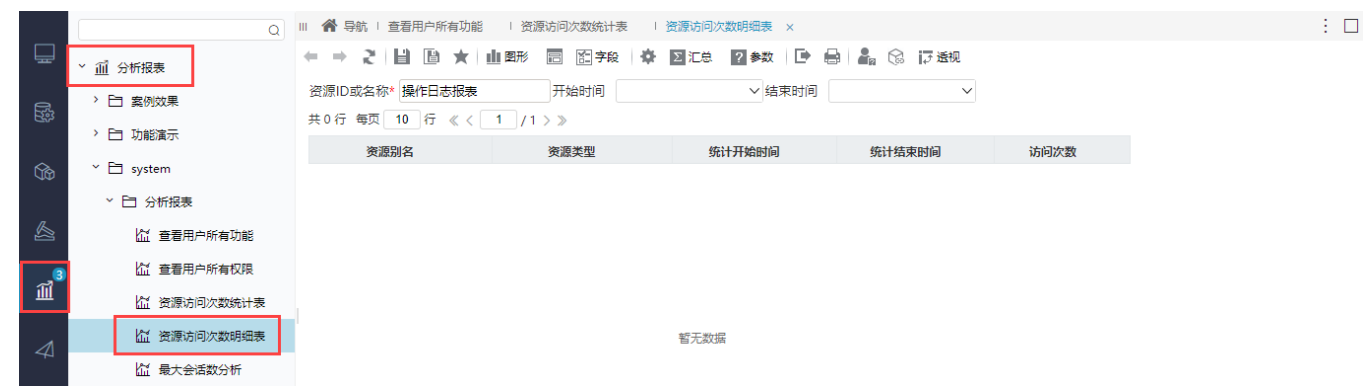 导航 查看用户所有功能 资源访问次数统计表 资源访问次数明细表 ×
图形 字段 汇总 参数 透视
分析报表
案例效果
功能演示
system
分析报表
查看用户所有功能
查看用户所有权限
资源访问次数统计表
资源访问次数明细表
最大会话数分析
3
资源ID或名称* 操作日志报表 开始时间 结束时间
共0行 每页 10 行 1 /1
资源别名 资源类型 统计开始时间 统计结束时间 访问次数
暂无数据